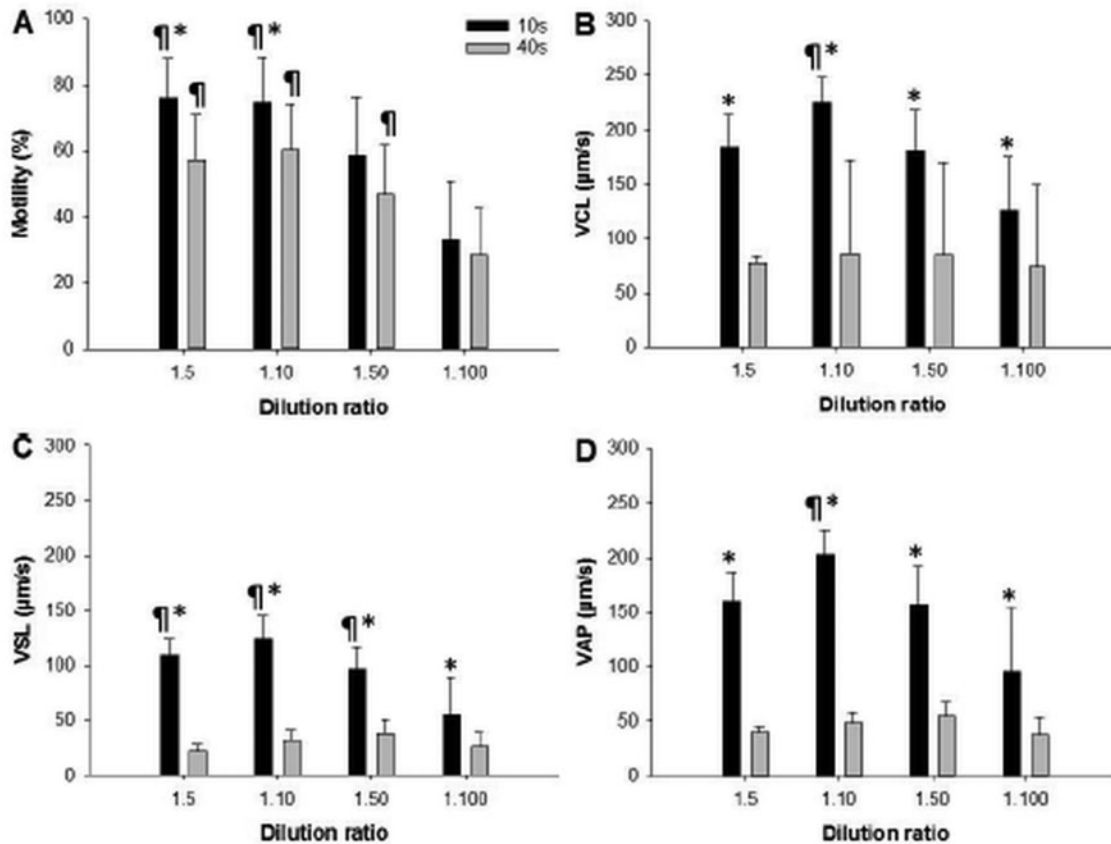 A
100
80
60
40
20
0
Motility (%)
¶ *
¶
¶ *
¶
¶
10s
40s
1.5 1.10 1.50 1.100
Dilution ratio
B
300
250
200
150
100
50
0
VCL (µm/s)
*
¶ *
*
*
1.5 1.10 1.50 1.100
Dilution ratio
C
300
250
200
150
100
50
0
VSL (µm/s)
¶ *
¶ *
¶ *
*
1.5 1.10 1.50 1.100
Dilution ratio
D
300
250
200
150
100
50
0
VAP (µm/s)
*
¶ *
*
*
1.5 1.10 1.50 1.100
Dilution ratio